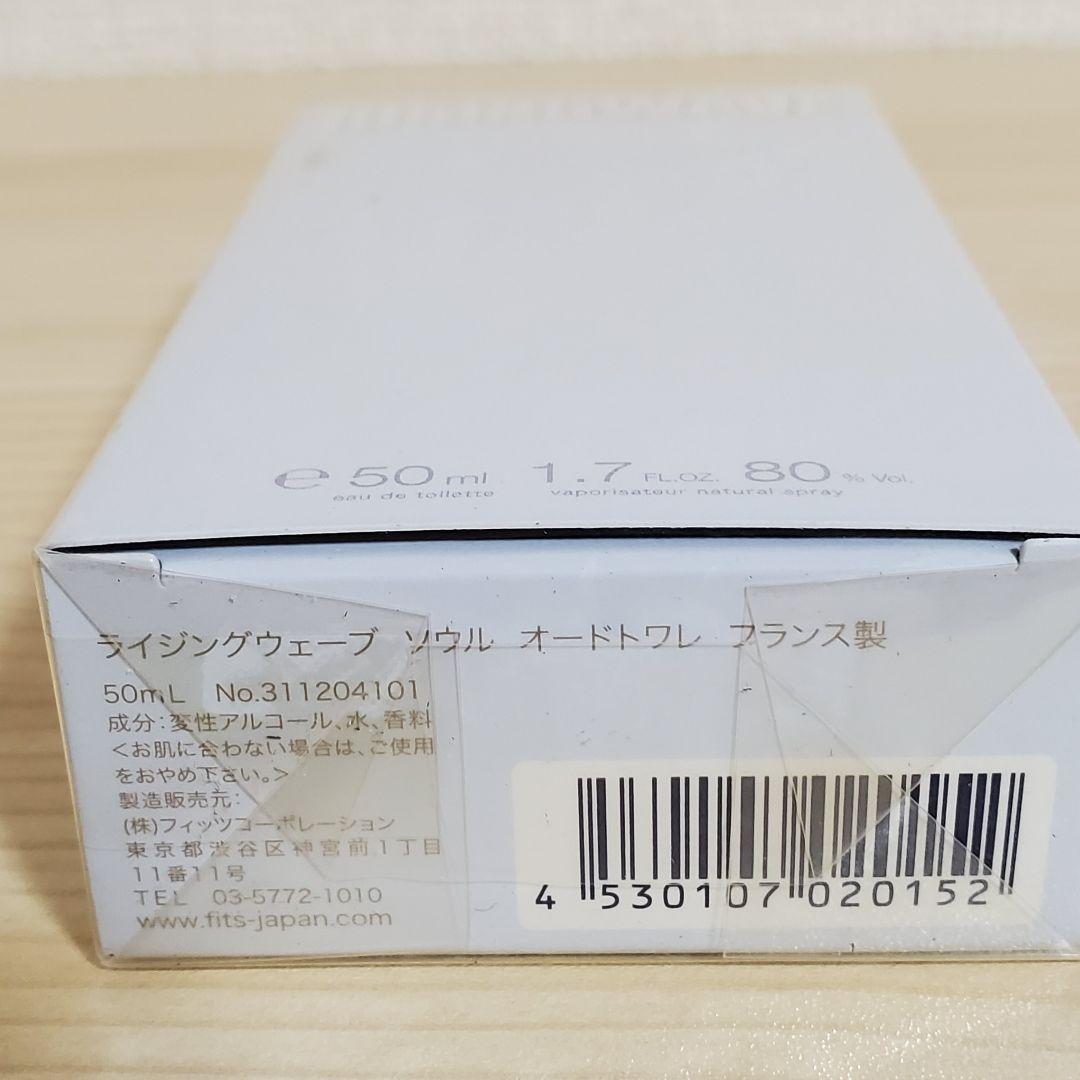 e 50 ml 1.7 FL.OZ. 80 % Vol.
eau de toilette vaporisateur natural spray
ライジングウェーブ ソウル オードトワレ フランス製
50mL No.311204101
成分:変性アルコール、水、香料
<お肌に合わない場合は、ご使用
をおやめ下さい。>
製造販売元:
(株)フィッツコーポレーション
東京都渋谷区神宮前1丁目
11番11号
TEL 03-5772-1010
www.fits-japan.com
4 530107 020152